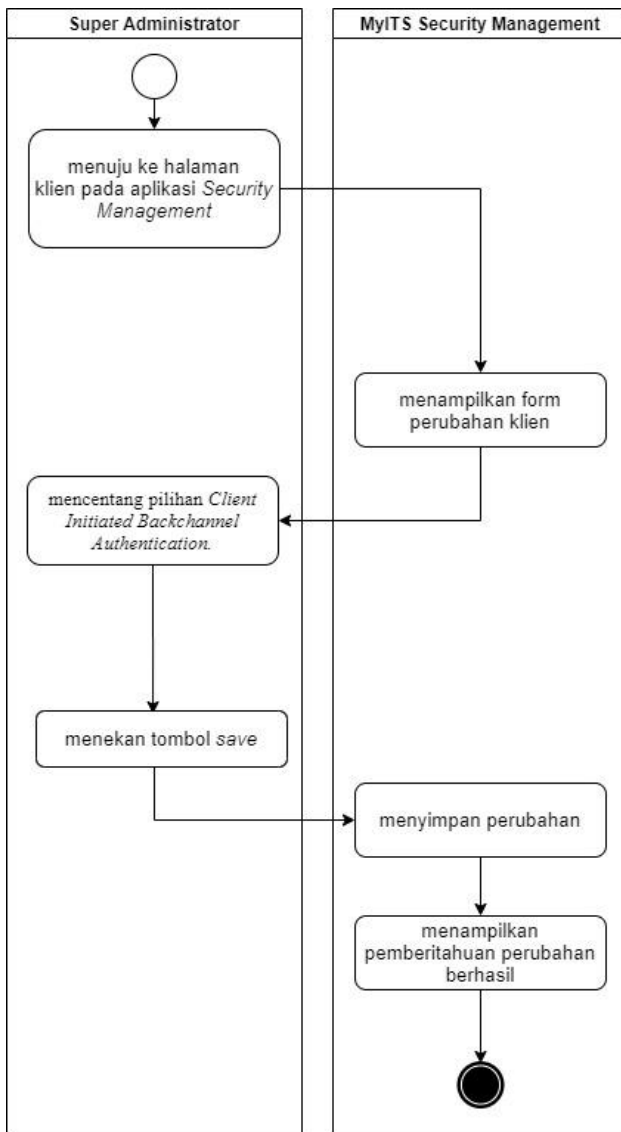 Super Administrator
MyITS Security Management
menuju ke halaman
klien pada aplikasi Security
Management
menampilkan form
perubahan klien
mencentang pilihan Client
Initiated Backchannel
Authentication.
menekan tombol save
menyimpan perubahan
menampilkan
pemberitahuan perubahan
berhasil